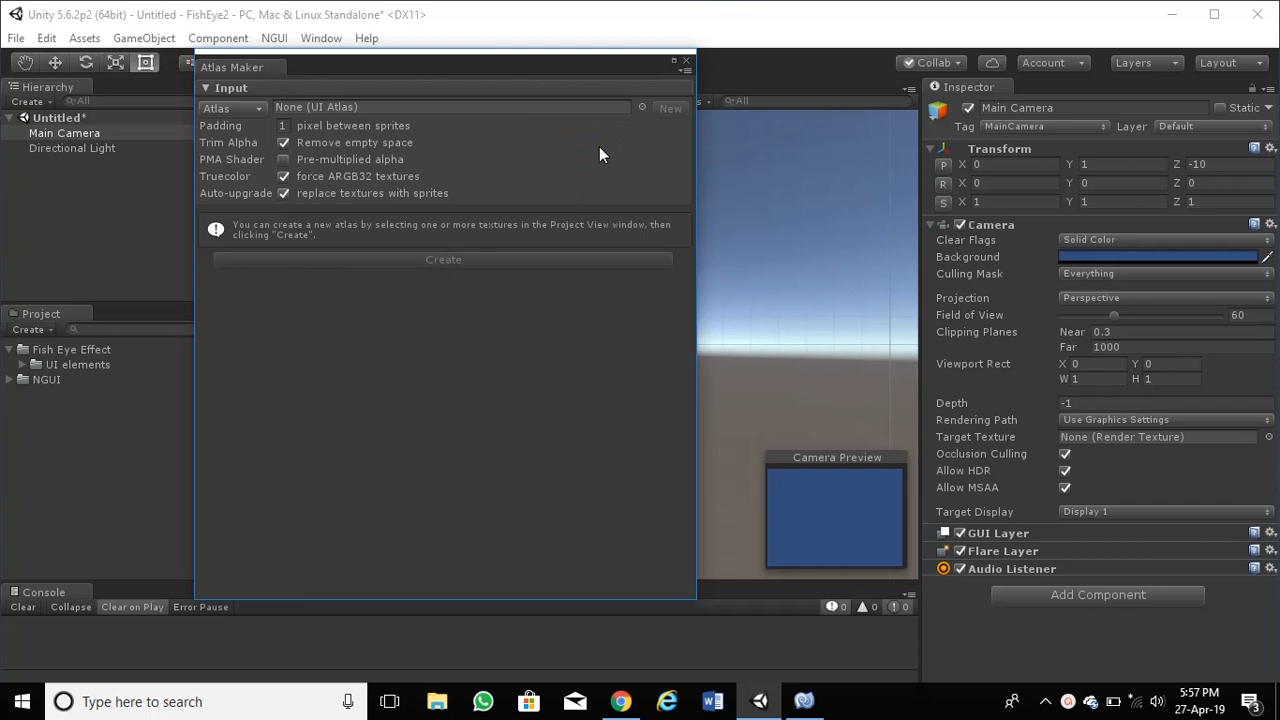 Unity 5.6.2p2 (64bit) - Untitled - FishEye2 - PC, Mac & Linux Standalone* <DX11>
File Edit Assets GameObject Component NGUI Window Help
Collab Account Layers Layout
Hierarchy
Create All
Untitled*
Main Camera
Directional Light
Project
Create
Fish Eye Effect
UI elements
NGUI
Atlas Maker
Input
Atlas None (UI Atlas) New
Padding 1 pixel between sprites
Trim Alpha Remove empty space
PMA Shader Pre-multiplied alpha
Truecolor force ARGB32 textures
Auto-upgrade replace textures with sprites
You can create a new atlas by selecting one or more textures in the Project View window, then
clicking "Create".
Create
All
Camera Preview
Inspector
Main Camera Static
Tag MainCamera Layer Default
Transform
P X 0 Y 1 Z -10
R X 0 Y 0 Z 0
S X 1 Y 1 Z 1
Camera
Clear Flags Solid Color
Background
Culling Mask Everything
Projection Perspective
Field of View 60
Clipping Planes Near 0.3
Far 1000
Viewport Rect X 0 Y 0
W 1 H 1
Depth -1
Rendering Path Use Graphics Settings
Target Texture None (Render Texture)
Occlusion Culling
Allow HDR
Allow MSAA
Target Display Display 1
GUI Layer
Flare Layer
Audio Listener
Add Component
Console
Clear Collapse Clear on Play Error Pause 0 0 0
Type here to search
5:57 PM
27-Apr-19
3